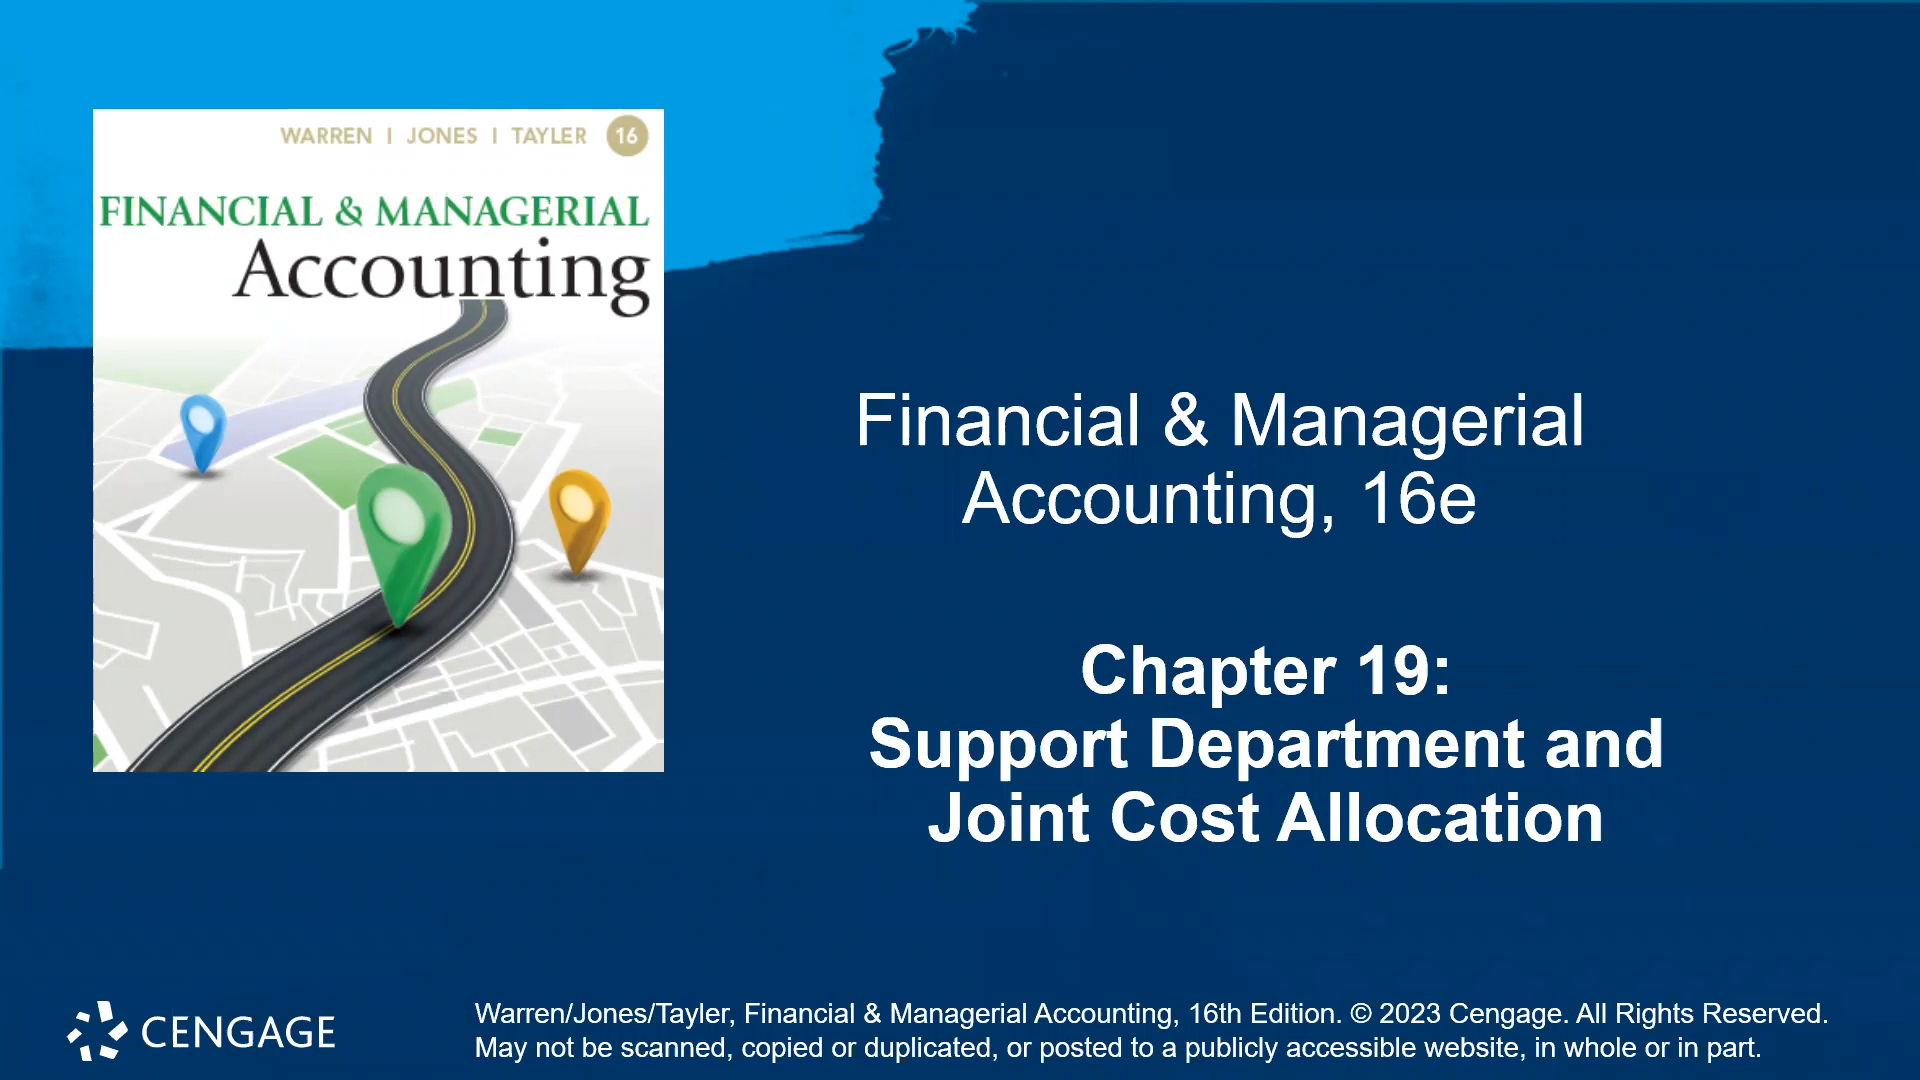 WARREN | JONES | TAYLER 16
FINANCIAL & MANAGERIAL
Accounting
Financial & Managerial
Accounting, 16e
Chapter 19:
Support Department and
Joint Cost Allocation
CENGAGE
Warren/Jones/Tayler, Financial & Managerial Accounting, 16th Edition. © 2023 Cengage. All Rights Reserved.
May not be scanned, copied or duplicated, or posted to a publicly accessible website, in whole or in part.